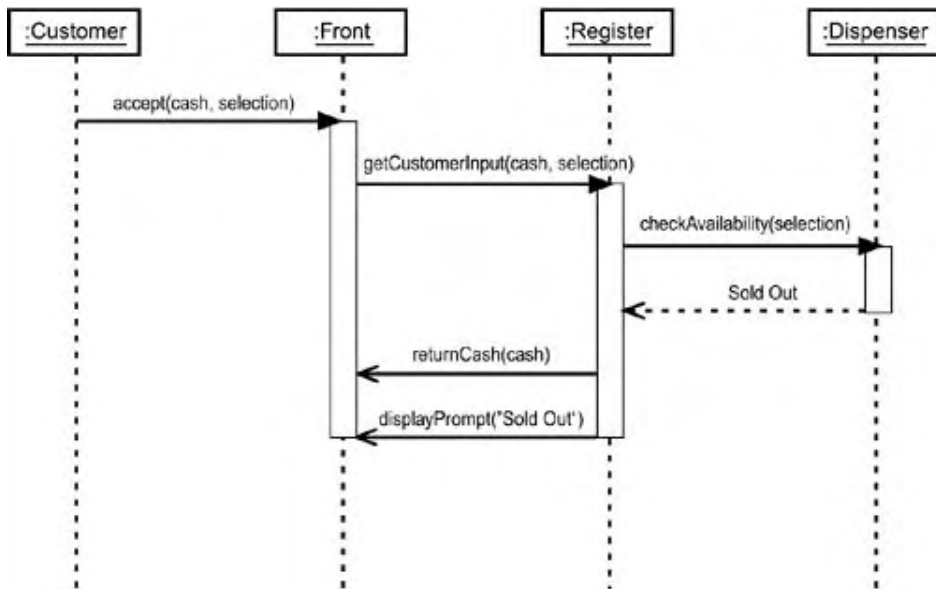 :Customer
:Front
:Register
:Dispenser
accept(cash, selection)
getCustomerInput(cash, selection)
checkAvailability(selection)
Sold Out
returnCash(cash)
displayPrompt("Sold Out')